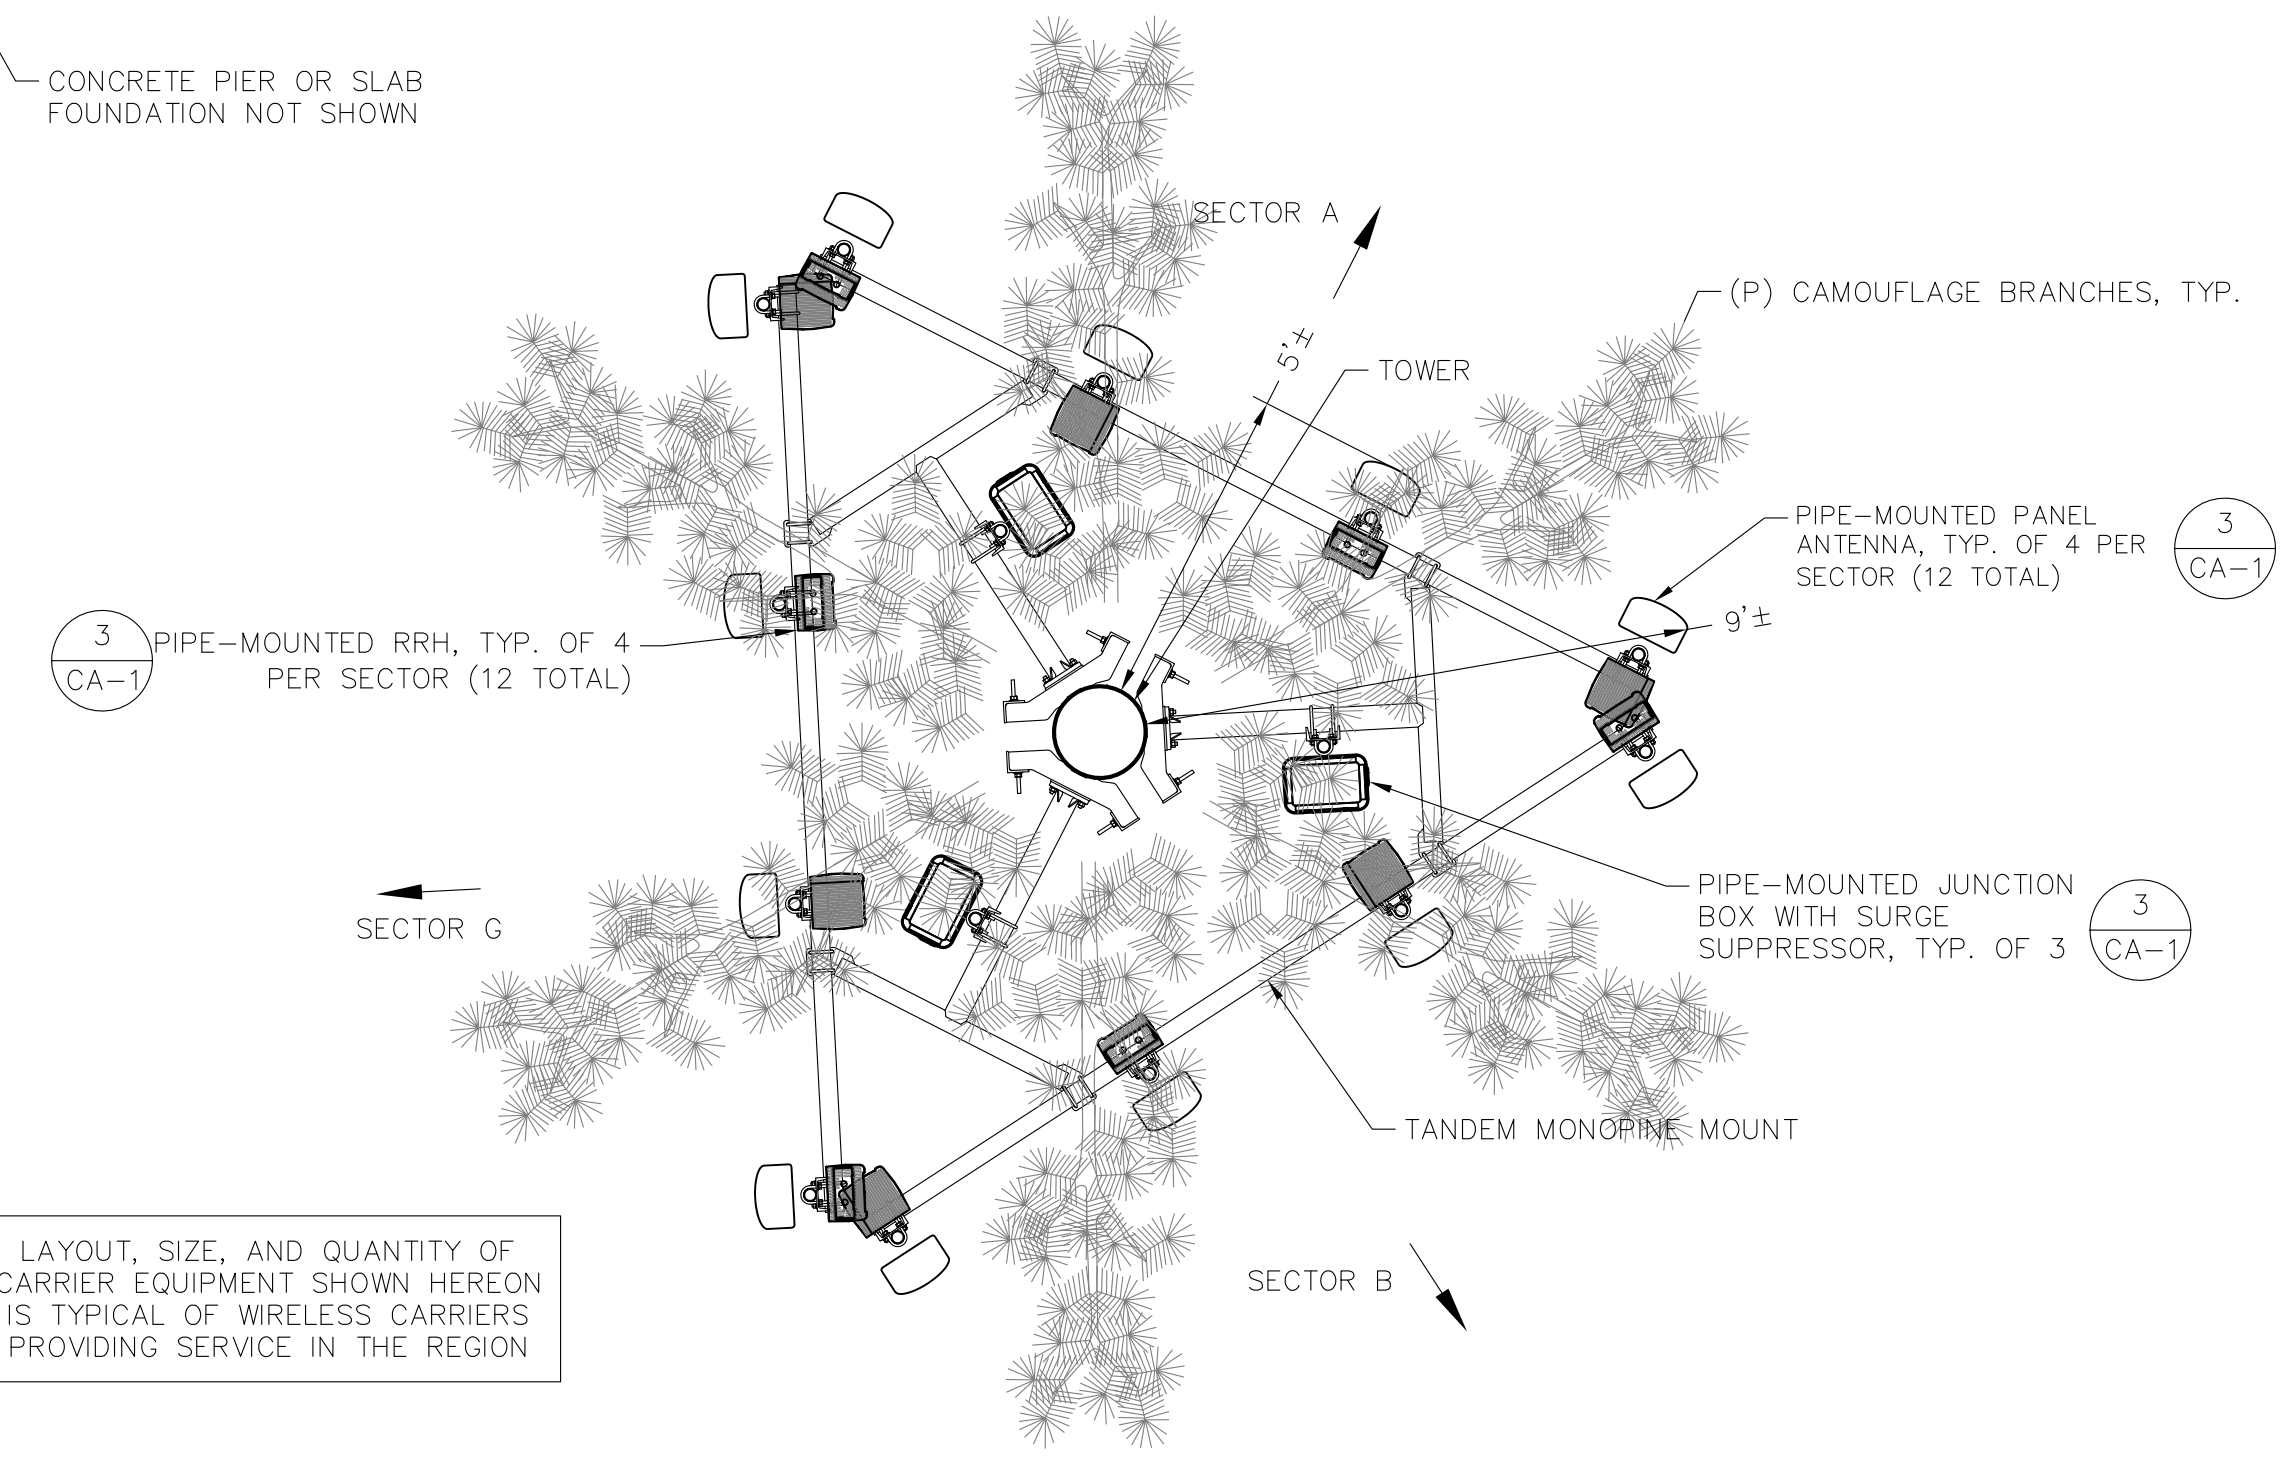 CONCRETE PIER OR SLAB
FOUNDATION NOT SHOWN
SECTOR A
(P) CAMOUFLAGE BRANCHES, TYP.
5'±
TOWER
PIPE-MOUNTED PANEL
ANTENNA, TYP. OF 4 PER
SECTOR (12 TOTAL)
3
CA-1
9'±
3
CA-1
PIPE-MOUNTED RRH, TYP. OF 4
PER SECTOR (12 TOTAL)
PIPE-MOUNTED JUNCTION
BOX WITH SURGE
SUPPRESSOR, TYP. OF 3
3
CA-1
SECTOR G
TANDEM MONOPINE MOUNT
SECTOR B
LAYOUT, SIZE, AND QUANTITY OF
CARRIER EQUIPMENT SHOWN HEREON
IS TYPICAL OF WIRELESS CARRIERS
PROVIDING SERVICE IN THE REGION